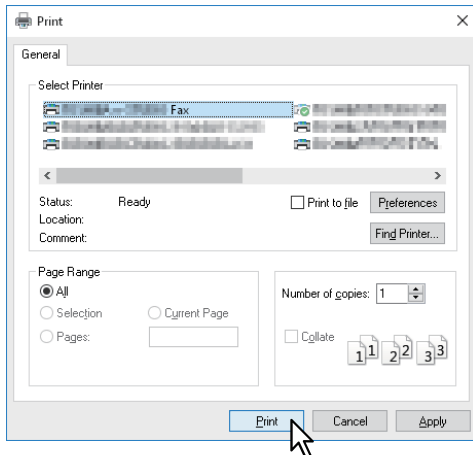 Print
General
Select Printer
Fax
Status: Ready
Print to file
Preferences
Location:
Comment:
Find Printer...
Page Range
All
Selection
Current Page
Pages:
Number of copies: 1
Collate
1 1 2 2 3 3
Print
Cancel
Apply